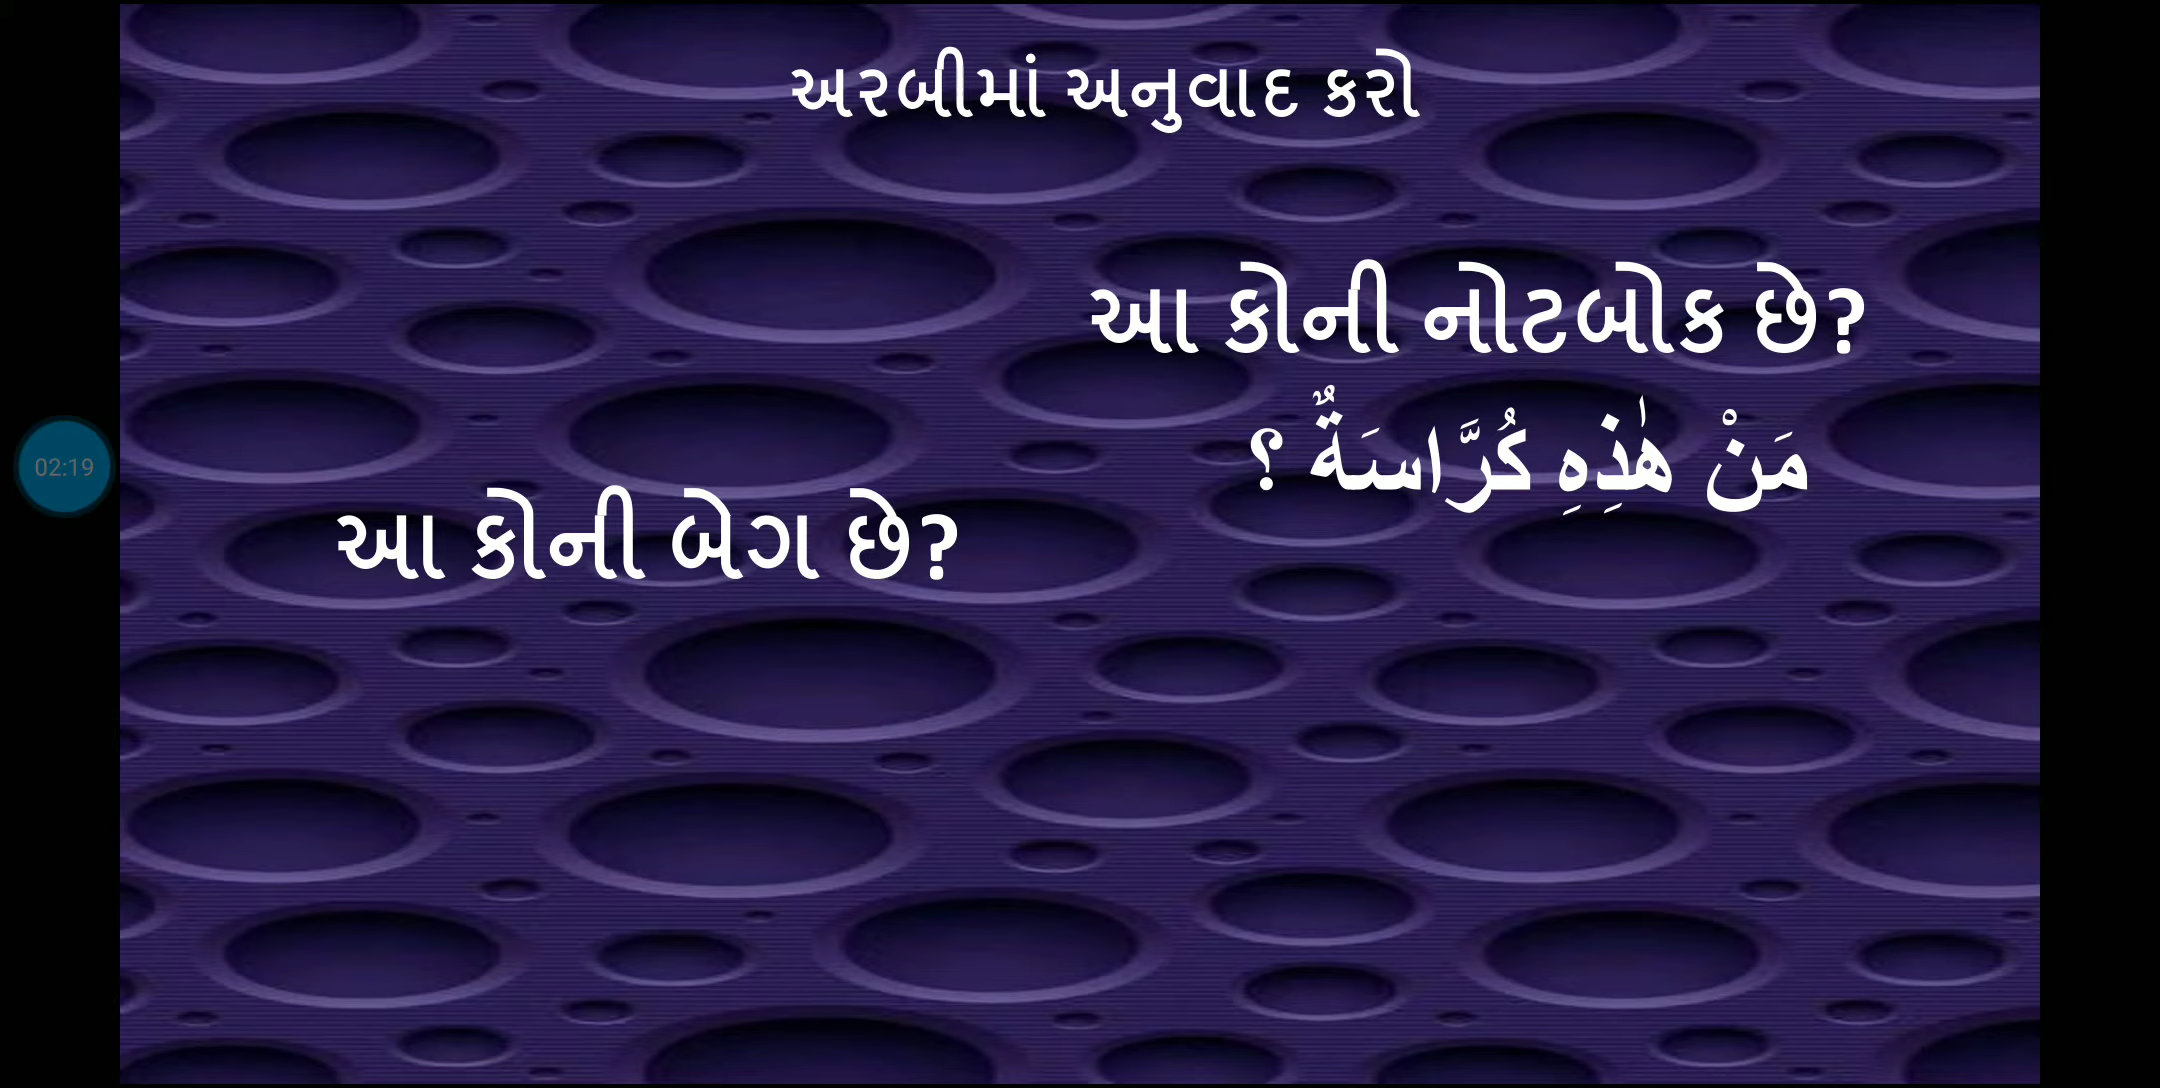 અરબીમાં અનુવાદ કરો
આ કોની નોટબોક છે?
مَنْ هٰذِهِ كُرَّاسَةٌ ؟
આ કોની બેગ છે?
02:19